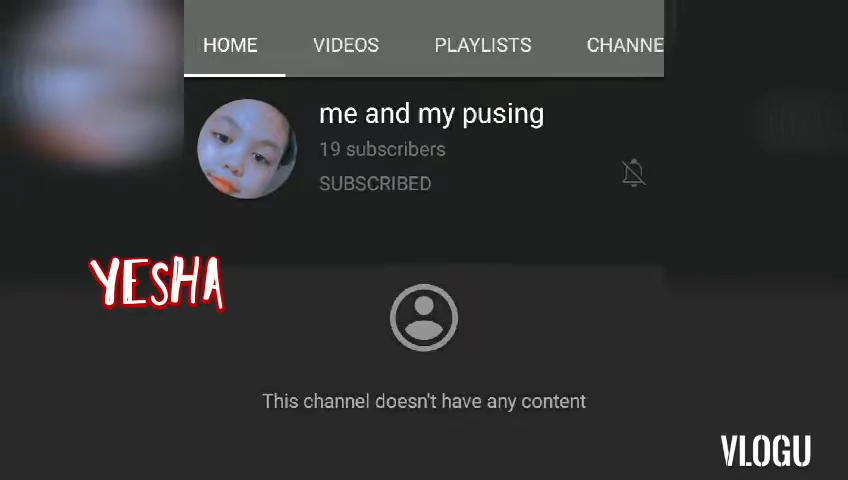 HOME VIDEOS PLAYLISTS CHANNE
me and my pusing
19 subscribers
SUBSCRIBED
YESHA
This channel doesn't have any content
VLOGU